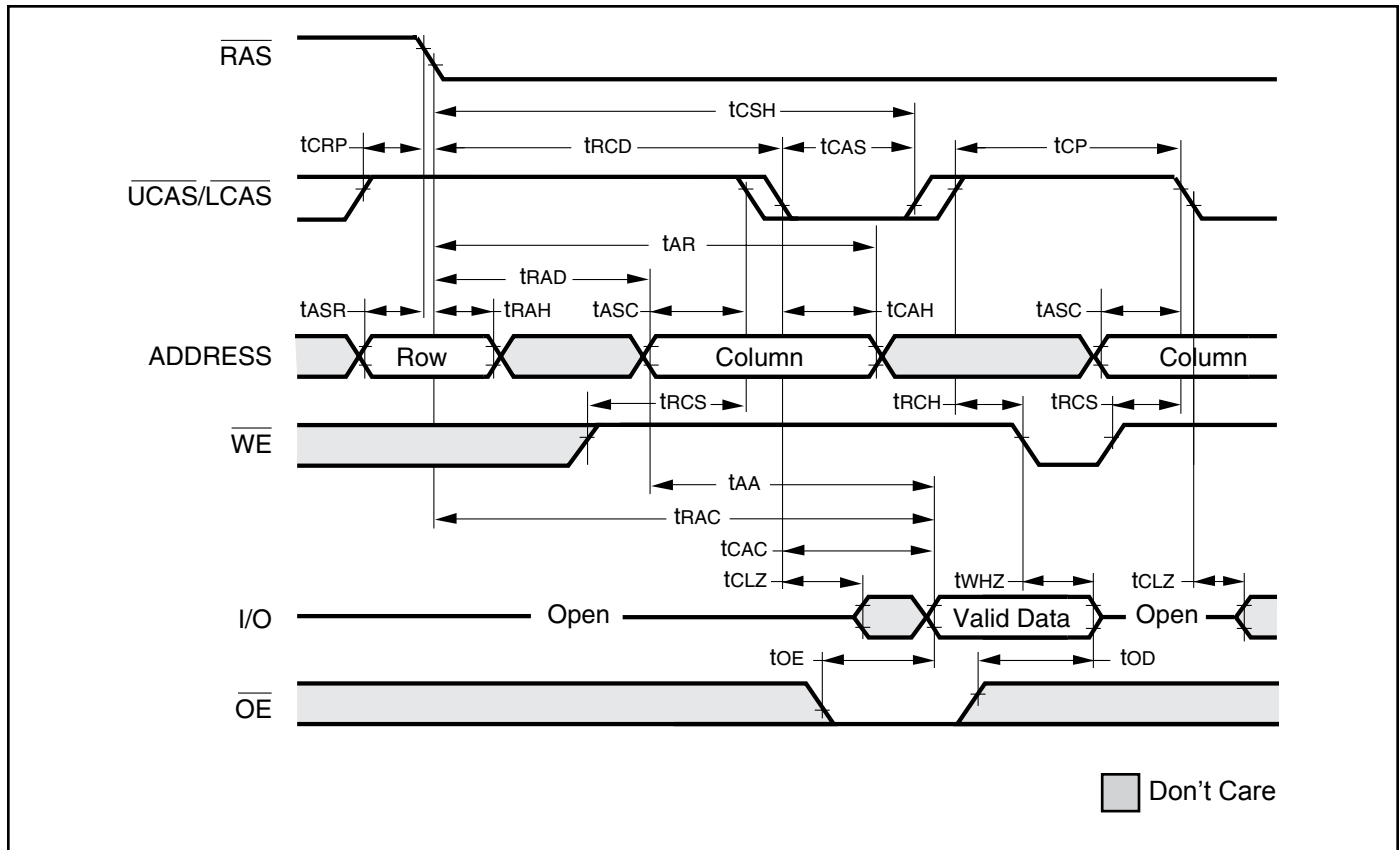 RAS
tCSH
tCRP
tRCD
tCAS
tCP
UCAS/LCAS
tAR
tRAD
tASR
tRAH
tASC
tCAH
tASC
ADDRESS
Row
Column
Column
tRCS
tRCH
tRCS
WE
tAA
tRAC
tCAC
tCLZ
tWHZ
tCLZ
I/O
Open
Valid Data
Open
tOE
tOD
OE
Don't Care